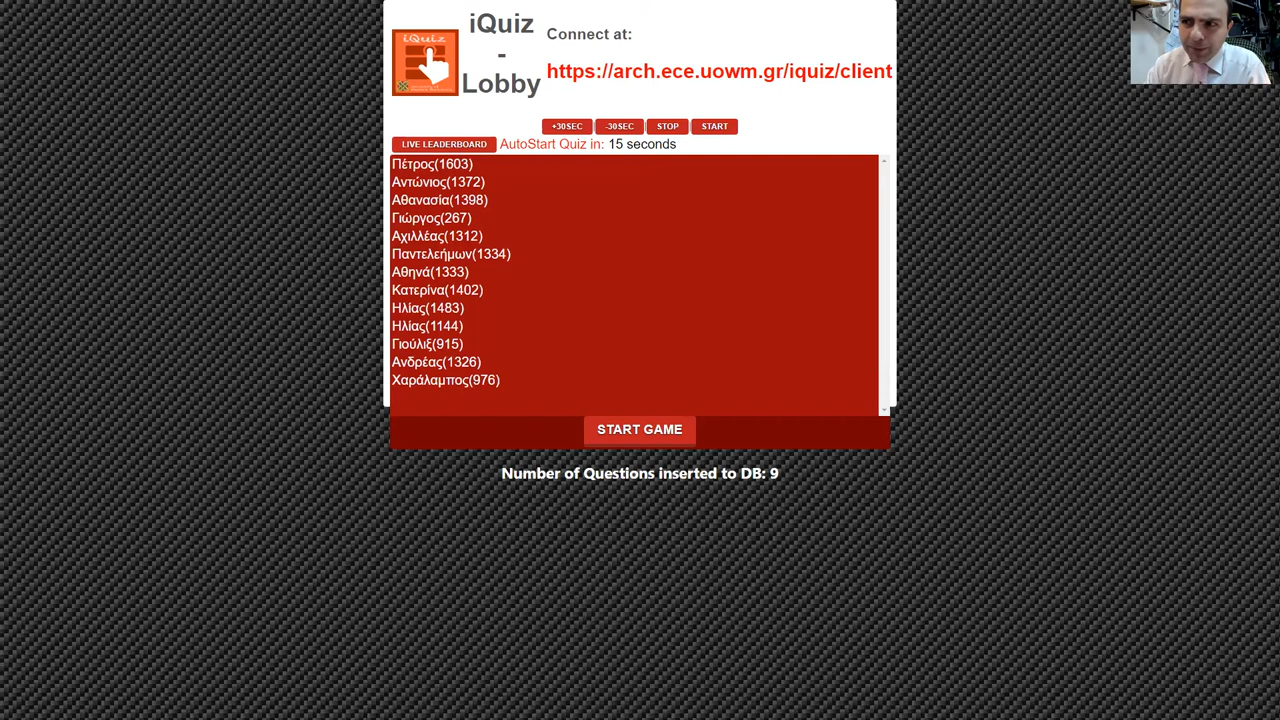 iQuiz
iQuiz
-
Lobby
Connect at:
https://arch.ece.uowm.gr/iquiz/client
+30SEC
-30SEC
STOP
START
LIVE LEADERBOARD
AutoStart Quiz in: 15 seconds
Πέτρος(1603)
Αντώνιος(1372)
Αθανασία(1398)
Γιώργος(267)
Αχιλλέας(1312)
Παντελεήμων(1334)
Αθηνά(1333)
Κατερίνα(1402)
Ηλίας(1483)
Ηλίας(1144)
Γιούλιξ(915)
Ανδρέας(1326)
Χαράλαμπος(976)
START GAME
Number of Questions inserted to DB: 9